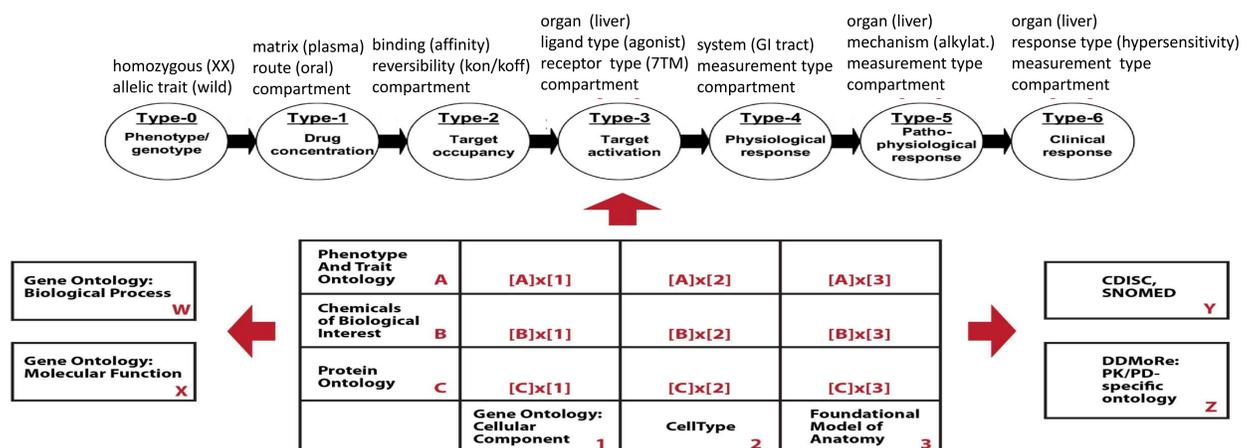 homozygous (XX)
allelic trait (wild)
matrix (plasma)
route (oral)
compartment
binding (affinity)
reversibility (kon/koff)
compartment
organ (liver)
ligand type (agonist)
receptor type (7TM)
compartment
system (GI tract)
measurement type
compartment
organ (liver)
mechanism (alkylat.)
measurement type
compartment
organ (liver)
response type (hypersensitivity)
measurement type
compartment
Type-0
Phenotype/
genotype
Type-1
Drug
concentration
Type-2
Target
occupancy
Type-3
Target
activation
Type-4
Physiological
response
Type-5
Patho-
physiological
response
Type-6
Clinical
response
Gene Ontology:
Biological Process
W
Gene Ontology:
Molecular Function
X
Phenotype
And Trait
Ontology A
[A]x[1] [A]x[2] [A]x[3]
Chemicals
of Biological
Interest B
[B]x[1] [B]x[2] [B]x[3]
Protein
Ontology C
[C]x[1] [C]x[2] [C]x[3]
Gene Ontology:
Cellular
Component 1
CellType 2
Foundational
Model of
Anatomy 3
CDISC,
SNOMED
Y
DDMoRe:
PK/PD-
specific
ontology
Z